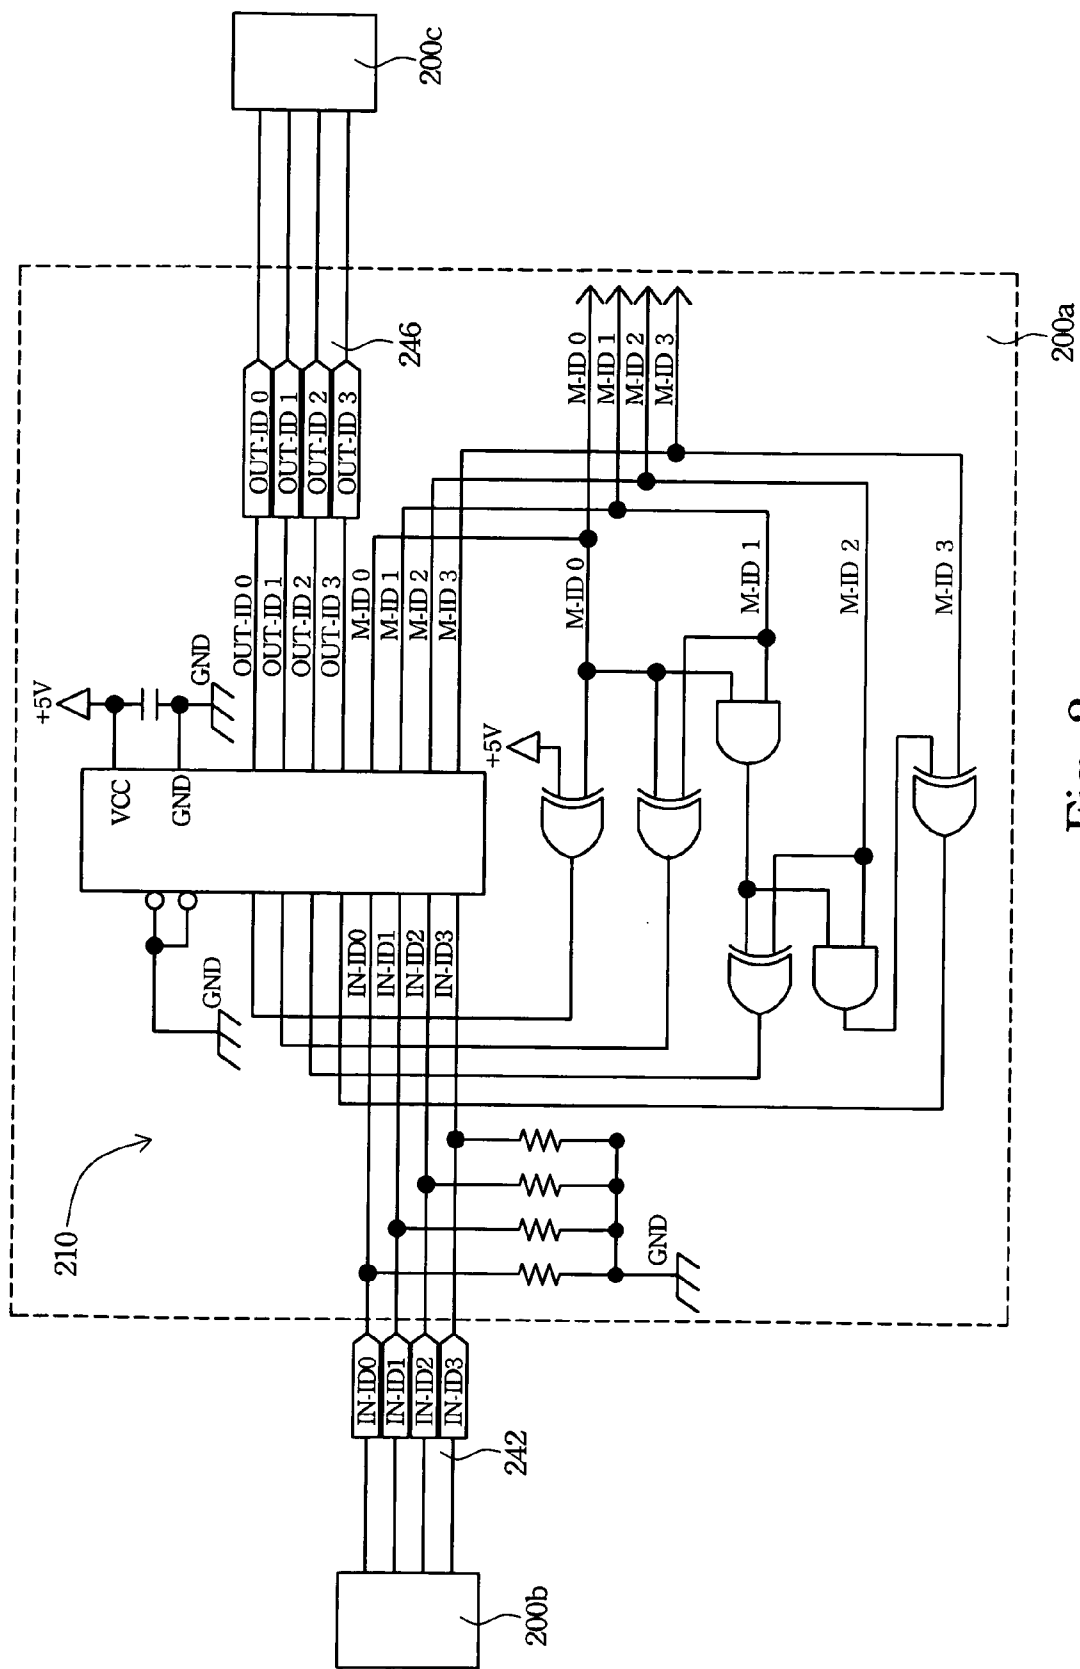 200b
242
IN-ID0
IN-ID1
IN-ID2
IN-ID3
210
GND
GND
IN-ID0
IN-ID1
IN-ID2
IN-ID3
VCC
GND
+5V
GND
+5V
OUT-ID 0
OUT-ID 1
OUT-ID 2
OUT-ID 3
M-ID 0
M-ID 1
M-ID 2
M-ID 3
M-ID 0
M-ID 1
M-ID 2
M-ID 3
OUT-ID 0
OUT-ID 1
OUT-ID 2
OUT-ID 3
246
M-ID 0
M-ID 1
M-ID 2
M-ID 3
200a
200c